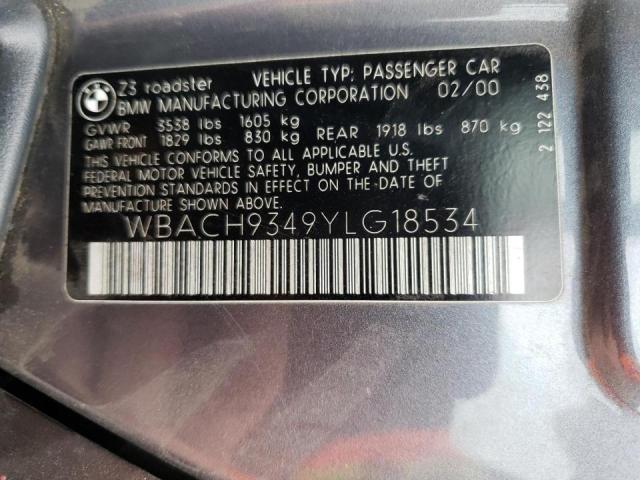 BMW
Z3 roadster VEHICLE TYP: PASSENGER CAR
BMW MANUFACTURING CORPORATION 02/00
GVWR 3538 lbs 1605 kg
GAWR FRONT 1829 lbs 830 kg REAR 1918 lbs 870 kg
THIS VEHICLE CONFORMS TO ALL APPLICABLE U.S.
FEDERAL MOTOR VEHICLE SAFETY, BUMPER AND THEFT
PREVENTION STANDARDS IN EFFECT ON THE DATE OF
MANUFACTURE SHOWN ABOVE.
WBACH9349YLG18534
2 122 438